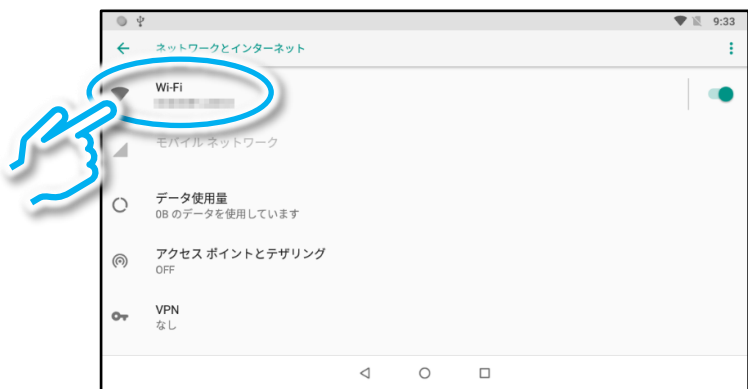 9:33
ネットワークとインターネット
Wi-Fi
モバイル ネットワーク
データ使用量
0B のデータを使用しています
アクセス ポイントとテザリング
OFF
VPN
なし